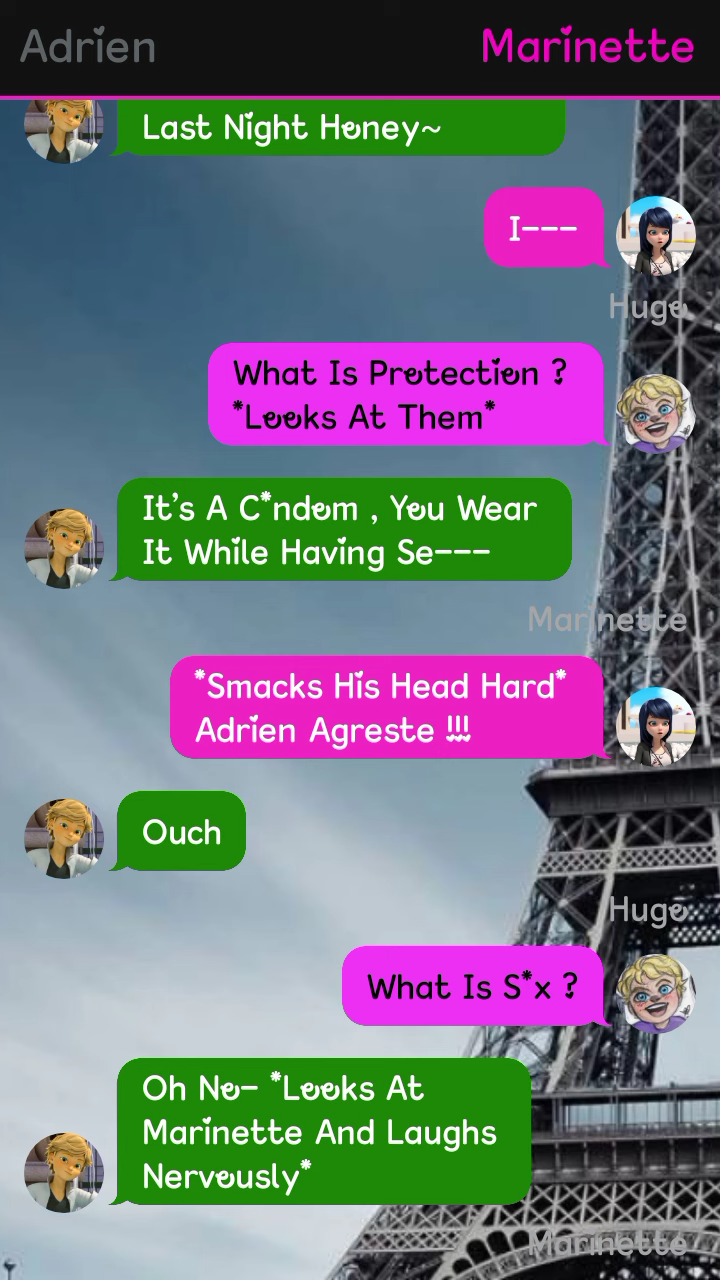 Adrien
Marinette
Last Night Honey~
I---
Hugo
What Is Protection ?
*Looks At Them*
It's A C*ndom , You Wear
It While Having Se---
Marinette
*Smacks His Head Hard*
Adrien Agreste !!!
Ouch
Hugo
What Is S*x ?
Oh No- *Looks At
Marinette And Laughs
Nervously*
Marinette